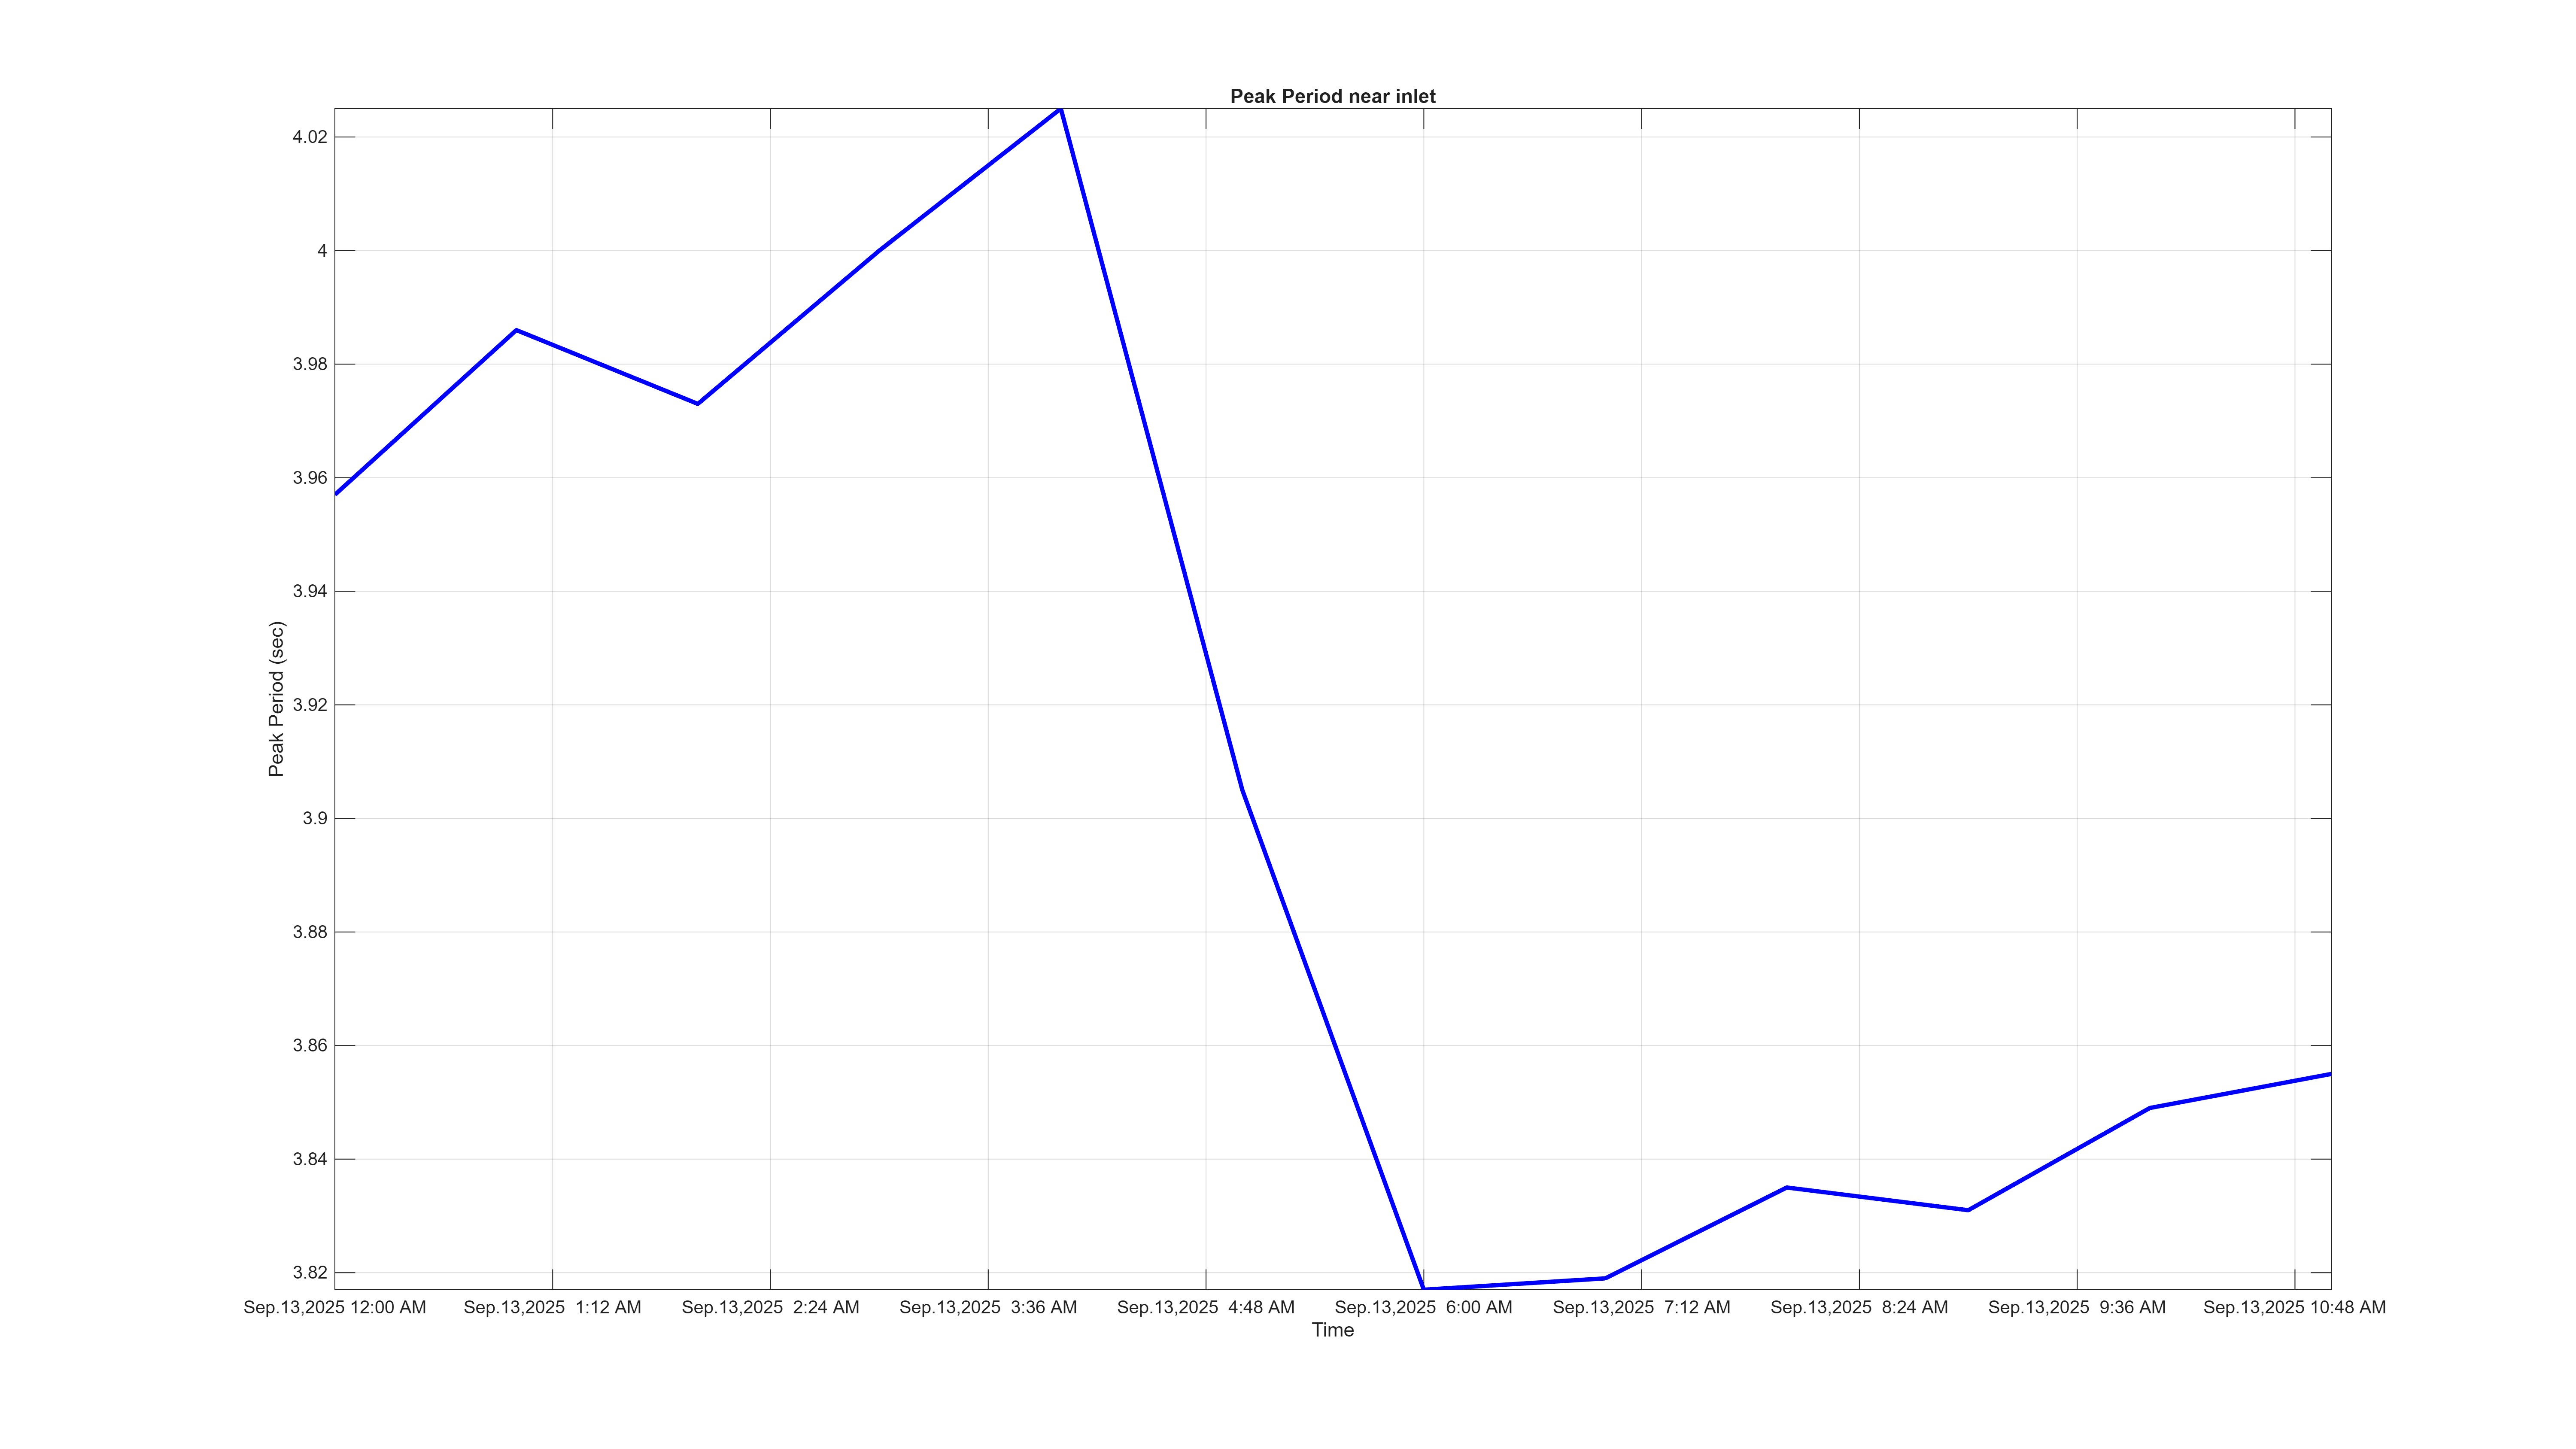 Peak Period near inlet
4.02
4
3.98
3.96
3.94
3.92
3.9
3.88
3.86
3.84
3.82
Peak Period (sec)
Sep.13,2025 12:00 AM
Sep.13,2025  1:12 AM
Sep.13,2025  2:24 AM
Sep.13,2025  3:36 AM
Sep.13,2025  4:48 AM
Sep.13,2025  6:00 AM
Sep.13,2025  7:12 AM
Sep.13,2025  8:24 AM
Sep.13,2025  9:36 AM
Sep.13,2025 10:48 AM
Time